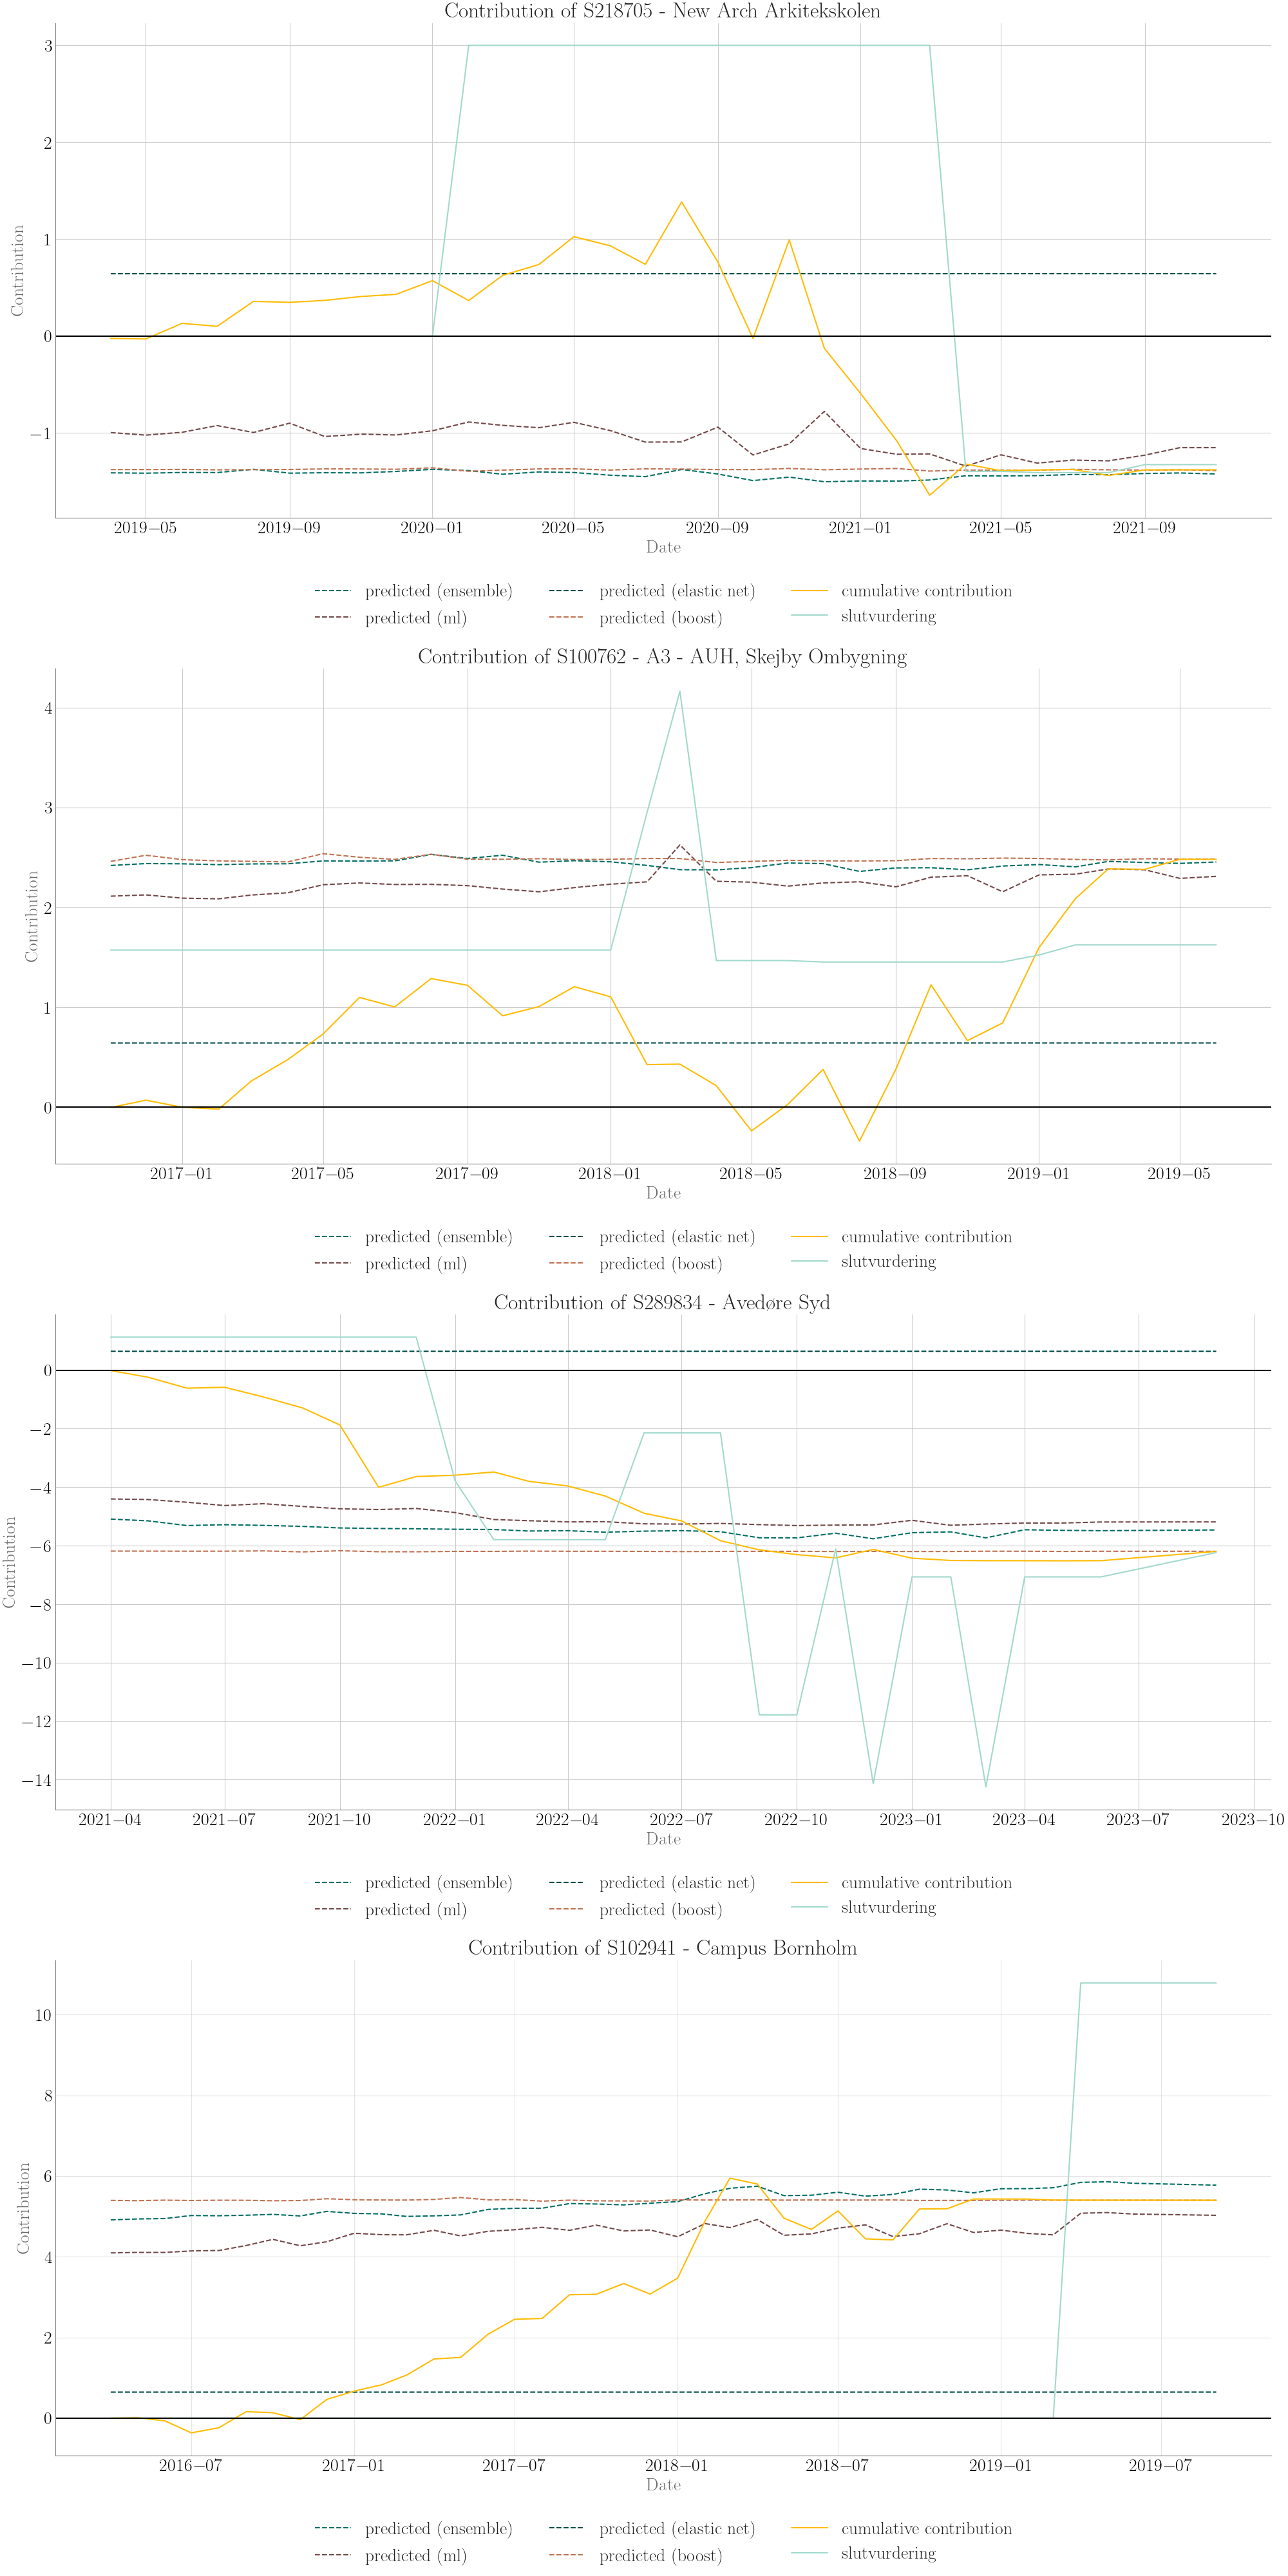 Contribution of S218705 - New Arch Arkitekskolen
3
2
1
0
−1
Contribution
2019−05 2019−09 2020−01 2020−05 2020−09 2021−01 2021−05 2021−09
Date
predicted (ensemble) predicted (elastic net) cumulative contribution
predicted (ml) predicted (boost) slutvurdering
Contribution of S100762 - A3 - AUH, Skejby Ombygning
4
3
2
1
0
Contribution
2017−01 2017−05 2017−09 2018−01 2018−05 2018−09 2019−01 2019−05
Date
predicted (ensemble) predicted (elastic net) cumulative contribution
predicted (ml) predicted (boost) slutvurdering
Contribution of S289834 - Avedøre Syd
0
−2
−4
−6
−8
−10
−12
−14
Contribution
2021−04 2021−07 2021−10 2022−01 2022−04 2022−07 2022−10 2023−01 2023−04 2023−07 2023−10
Date
predicted (ensemble) predicted (elastic net) cumulative contribution
predicted (ml) predicted (boost) slutvurdering
Contribution of S102941 - Campus Bornholm
10
8
6
4
2
0
Contribution
2016−07 2017−01 2017−07 2018−01 2018−07 2019−01 2019−07
Date
predicted (ensemble) predicted (elastic net) cumulative contribution
predicted (ml) predicted (boost) slutvurdering